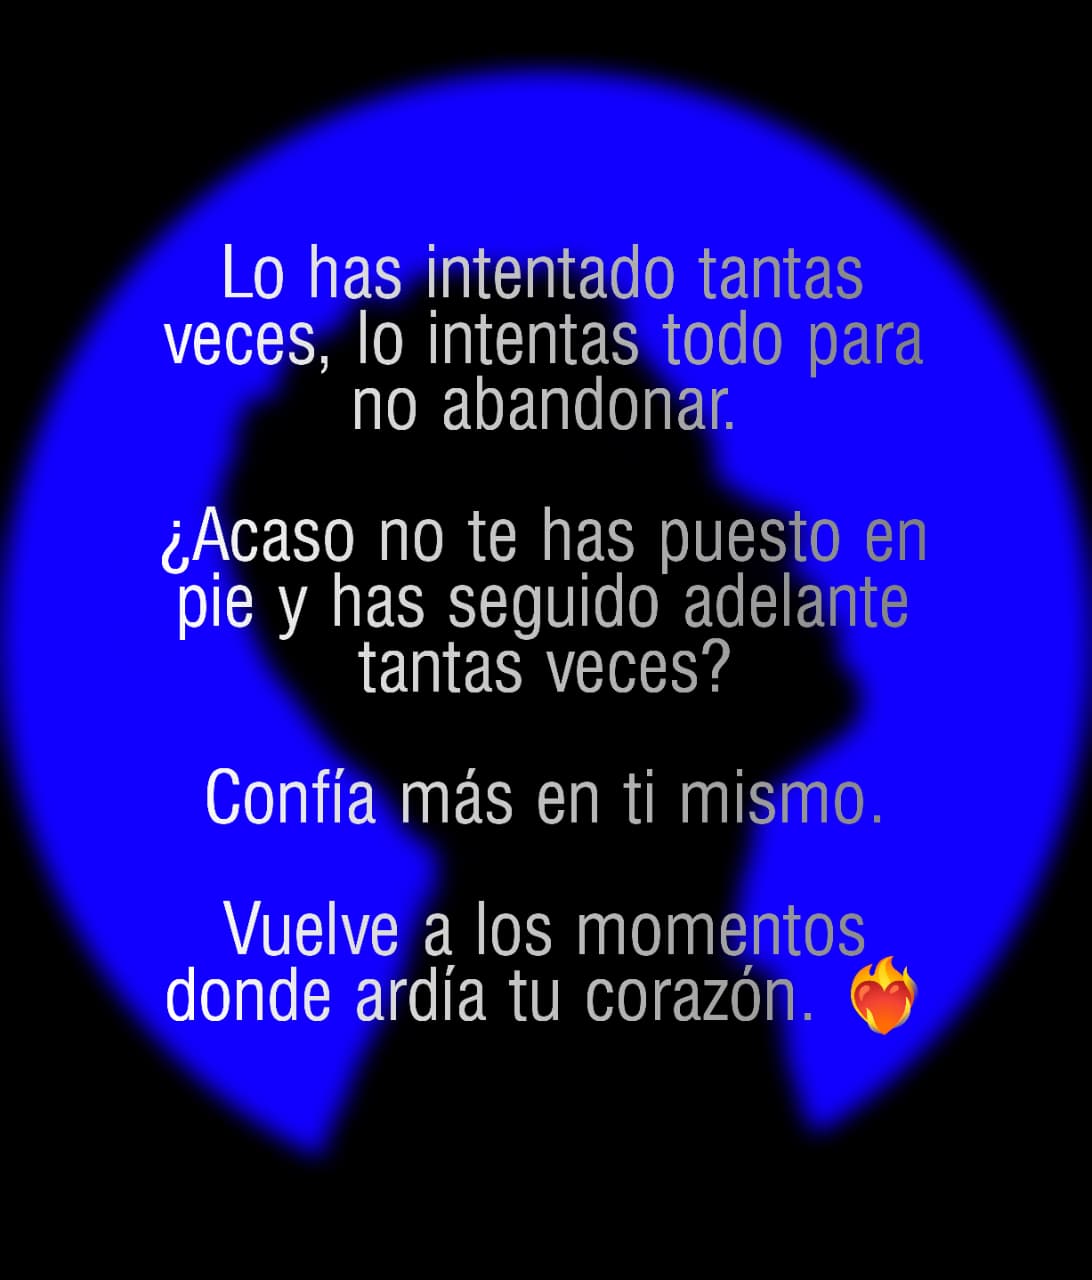 Lo has intentado tantas
veces, lo intentas todo para
no abandonar.
¿Acaso no te has puesto en
pie y has seguido adelante
tantas veces?
Confía más en ti mismo.
Vuelve a los momentos
donde ardía tu corazón. ❤️‍🔥